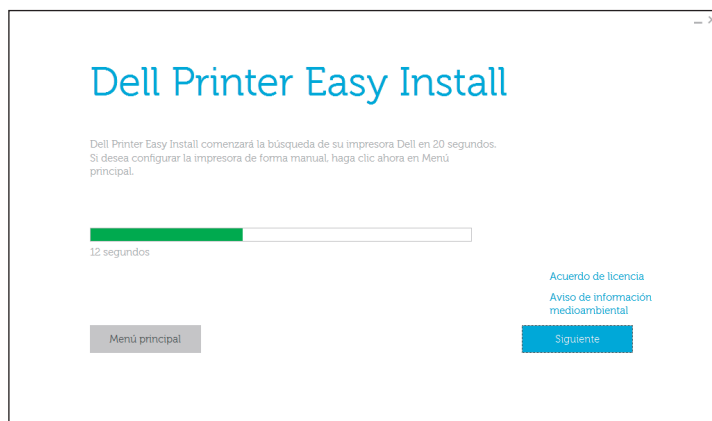 Dell Printer Easy Install
Dell Printer Easy Install comenzará la búsqueda de su impresora Dell en 20 segundos.
Si desea configurar la impresora de forma manual, haga clic ahora en Menú
principal.
12 segundos
Acuerdo de licencia
Aviso de información
medioambiental
Menú principal
Siguiente